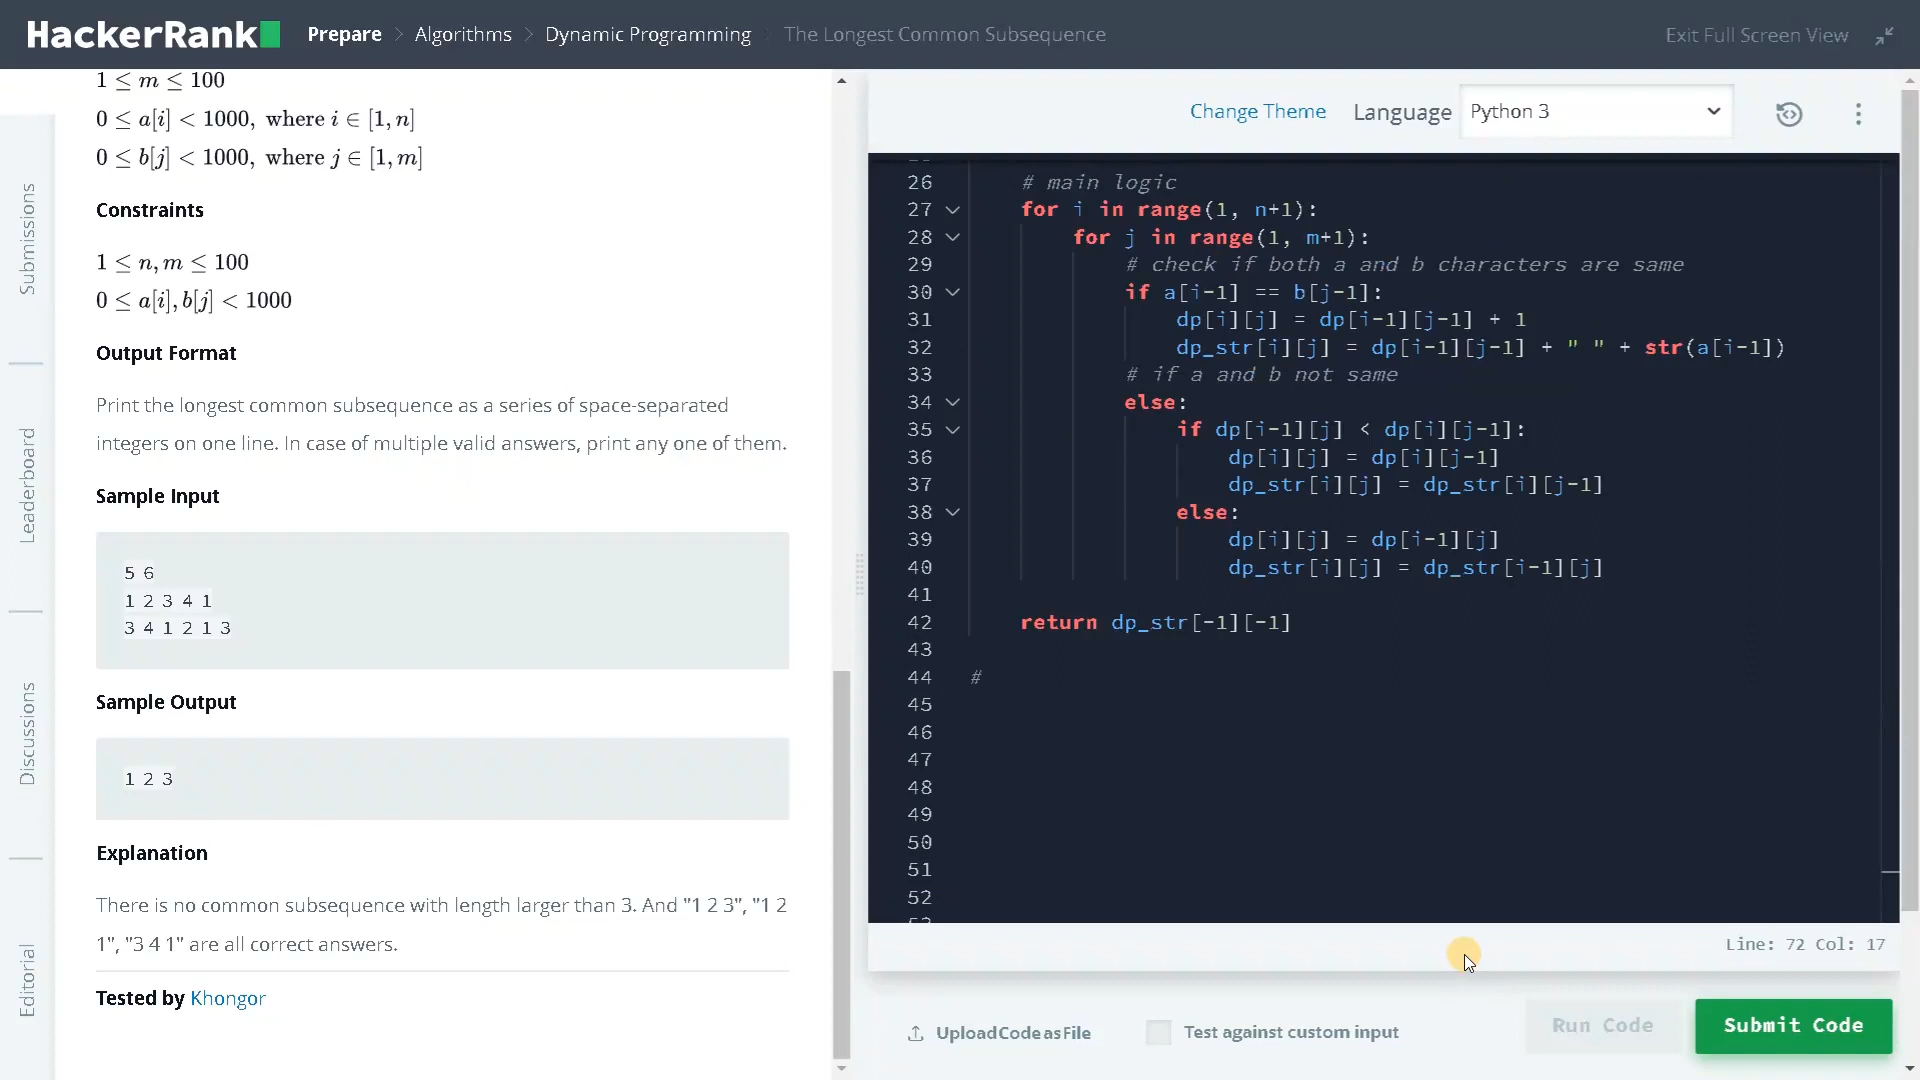 HackerRank
Prepare > Algorithms > Dynamic Programming > The Longest Common Subsequence
Exit Full Screen View
Submissions
Leaderboard
Discussions
Editorial
1 ≤ m ≤ 100
0 ≤ a[i] < 1000, where i ∈ [1, n]
0 ≤ b[j] < 1000, where j ∈ [1, m]
Constraints
1 ≤ n, m ≤ 100
0 ≤ a[i], b[j] < 1000
Output Format
Print the longest common subsequence as a series of space-separated
integers on one line. In case of multiple valid answers, print any one of them.
Sample Input
5 6
1 2 3 4 1
3 4 1 2 1 3
Sample Output
1 2 3
Explanation
There is no common subsequence with length larger than 3. And "1 2 3", "1 2
1", "3 4 1" are all correct answers.
Tested by Khongor
Change Theme Language Python 3
26 # main logic
27 for i in range(1, n+1):
28 for j in range(1, m+1):
29 # check if both a and b characters are same
30 if a[i-1] == b[j-1]:
31 dp[i][j] = dp[i-1][j-1] + 1
32 dp_str[i][j] = dp[i-1][j-1] + " " + str(a[i-1])
33 # if a and b not same
34 else:
35 if dp[i-1][j] < dp[i][j-1]:
36 dp[i][j] = dp[i][j-1]
37 dp_str[i][j] = dp_str[i][j-1]
38 else:
39 dp[i][j] = dp[i-1][j]
40 dp_str[i][j] = dp_str[i-1][j]
41
42 return dp_str[-1][-1]
43
44 #
45
46
47
48
49
50
51
52
Line: 72 Col: 17
Upload Code as File
Test against custom input
Run Code
Submit Code